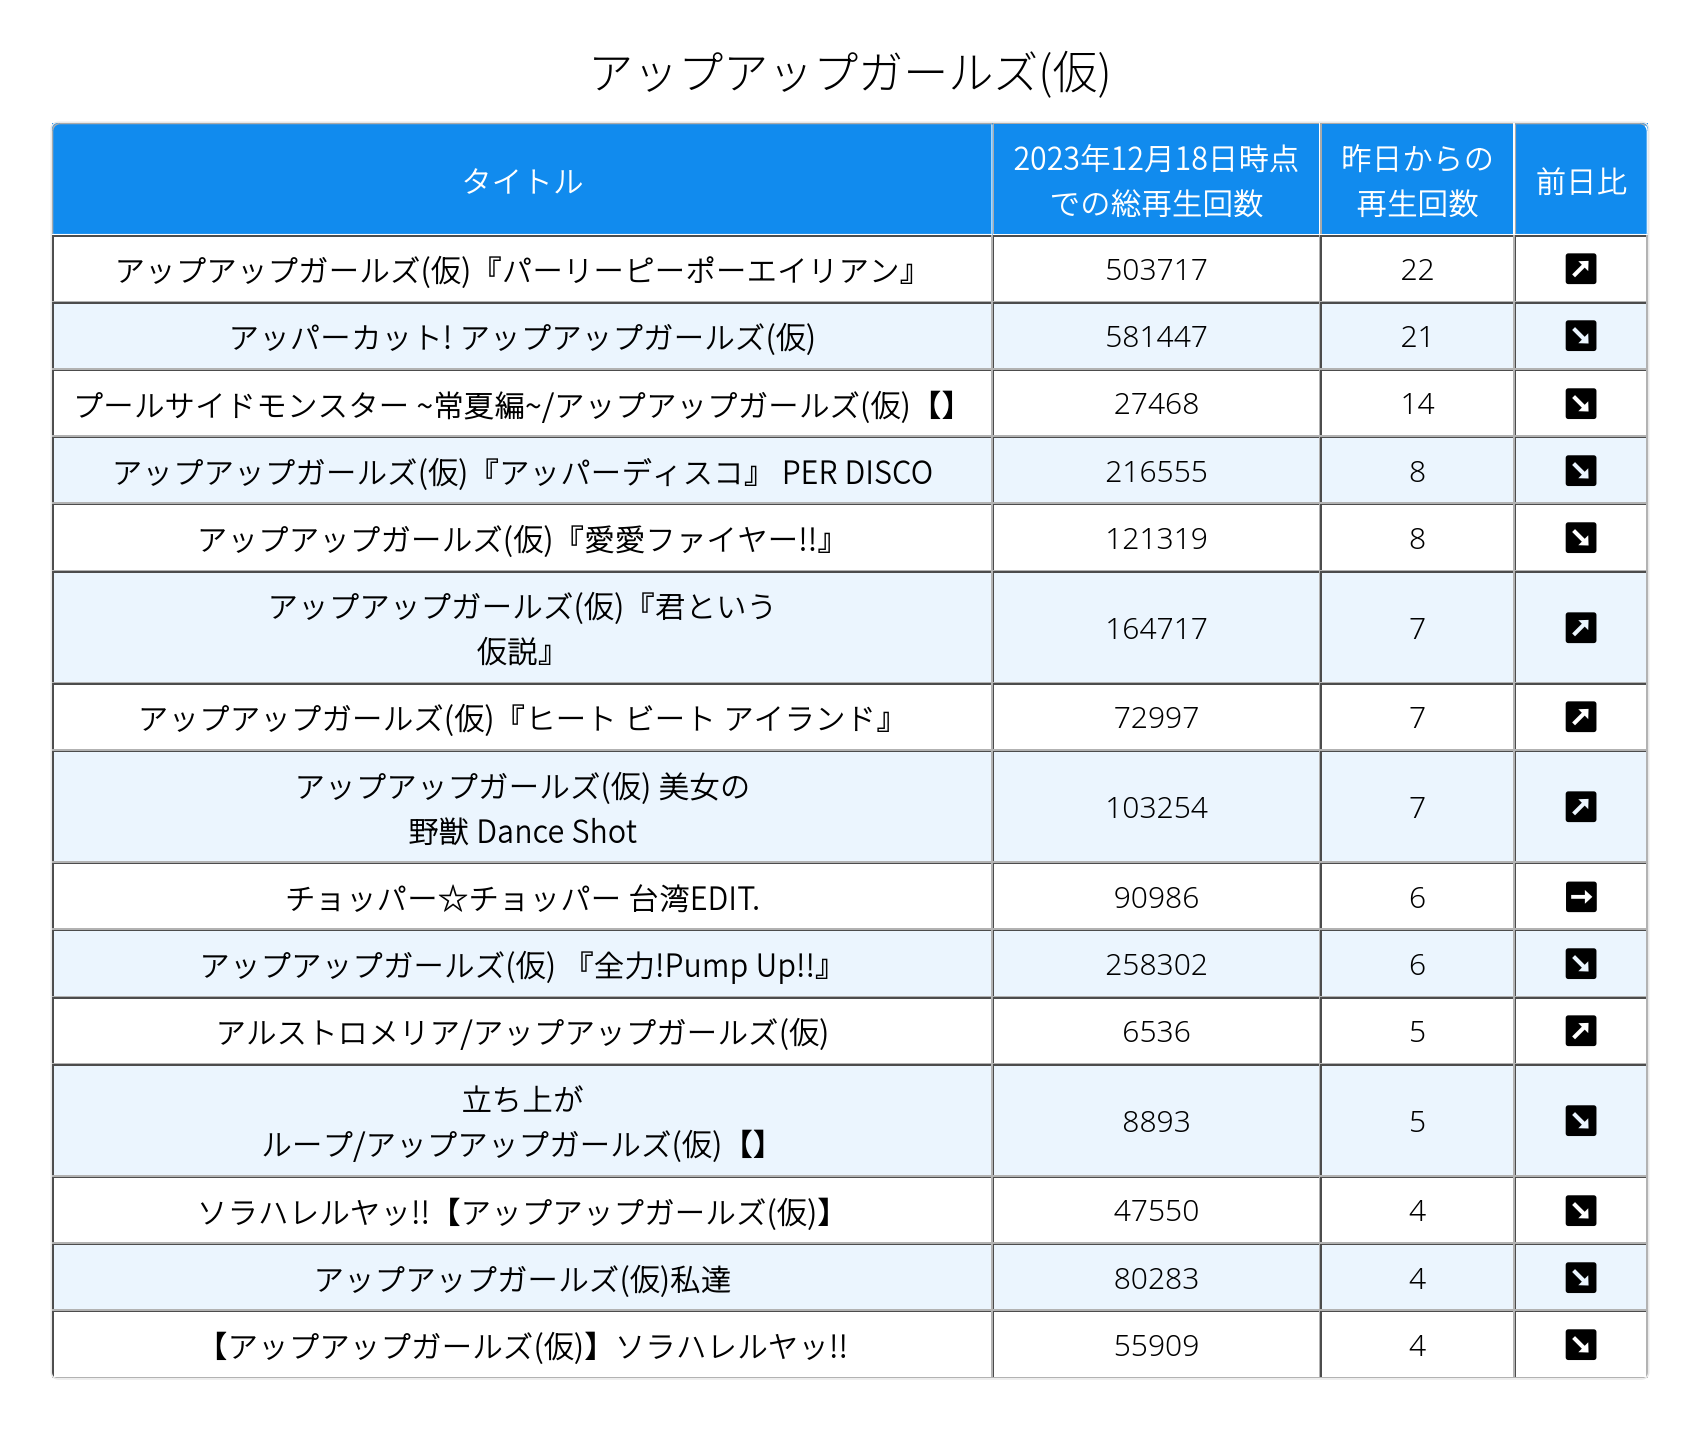 アップアップガールズ(仮)
タイトル
2023年12月18日時点
での総再生回数
昨日からの
再生回数
前日比
アップアップガールズ(仮)『パーリーピーポーエイリアン』 503717 22
アッパーカット! アップアップガールズ(仮) 581447 21
プールサイドモンスター ~常夏編~/アップアップガールズ(仮)【】 27468 14
アップアップガールズ(仮)『アッパーディスコ』 PER DISCO 216555 8
アップアップガールズ(仮)『愛愛ファイヤー!!』 121319 8
アップアップガールズ(仮)『君という
仮説』 164717 7
アップアップガールズ(仮)『ヒート ビート アイランド』 72997 7
アップアップガールズ(仮) 美女の
野獣 Dance Shot 103254 7
チョッパー☆チョッパー 台湾EDIT. 90986 6
アップアップガールズ(仮) 『全力!Pump Up!!』 258302 6
アルストロメリア/アップアップガールズ(仮) 6536 5
立ち上が
ループ/アップアップガールズ(仮)【】 8893 5
ソラハレルヤッ!!【アップアップガールズ(仮)】 47550 4
アップアップガールズ(仮)私達 80283 4
【アップアップガールズ(仮)】ソラハレルヤッ!! 55909 4